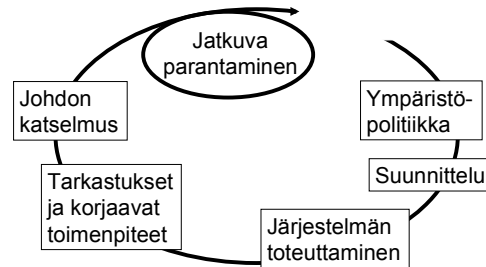 Jatkuva
parantaminen
Ympäristö-
politiikka
Suunnittelu
Järjestelmän
toteuttaminen
Tarkastukset
ja korjaavat
toimenpiteet
Johdon
katselmus